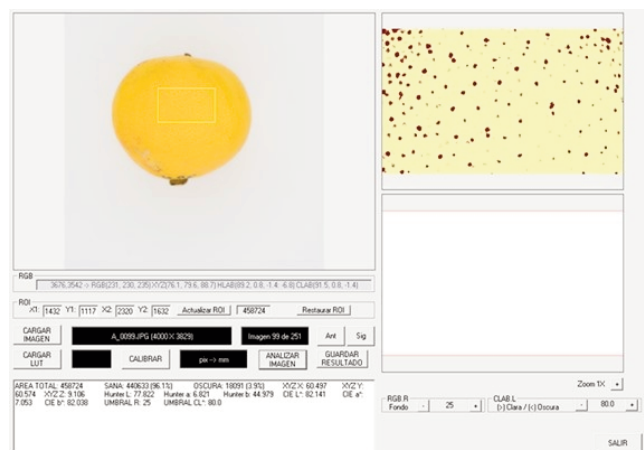 RGB
3676,3542 -> RGB(231, 230, 235) XYZ(76.1, 79.6, 88.7) HLAB(89.2, 0.8, -1.4: -6.8) CLAB(91.5, 0.8, -1.4)
ROI
X1: 1432 Y1: 1117 X2: 2320 Y2: 1632 Actualizar ROI 458724 Restaurar ROI
CARGAR IMAGEN A_0099.JPG (4000 X 3829) Imagen 99 de 251 Ant Sig
CARGAR LUT CALIBRAR pix -> mm ANALIZAR IMAGEN GUARDAR RESULTADO
AREA TOTAL: 458724 SANA: 440633 (96.1%) OSCURA: 18091 (3.9%) XYZ X: 60.497 XYZ Y:
60.574 XYZ Z: 9.106 Hunter L: 77.822 Hunter a: 6.821 Hunter b: 44.979 CIE L*: 82.141 CIE a*:
7.053 CIE b*: 82.038 UMBRAL R: 25 UMBRAL CL*: 80.0
Zoom 1X +
RGB.R
Fondo - 25 +
CLAB.L
(>) Clara / (<) Oscura - 80.0 +
SALIR